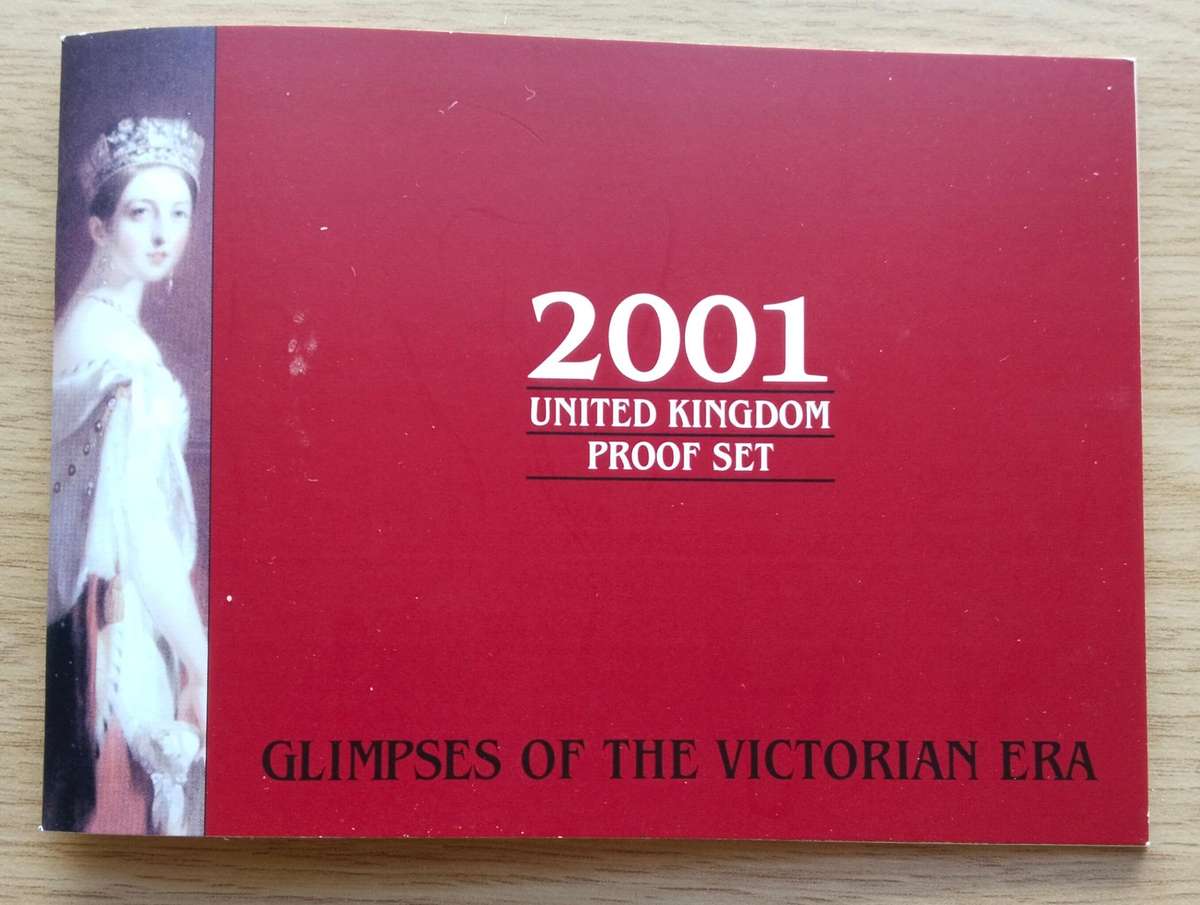 2001
UNITED KINGDOM
PROOF SET
GLIMPSES OF THE VICTORIAN ERA